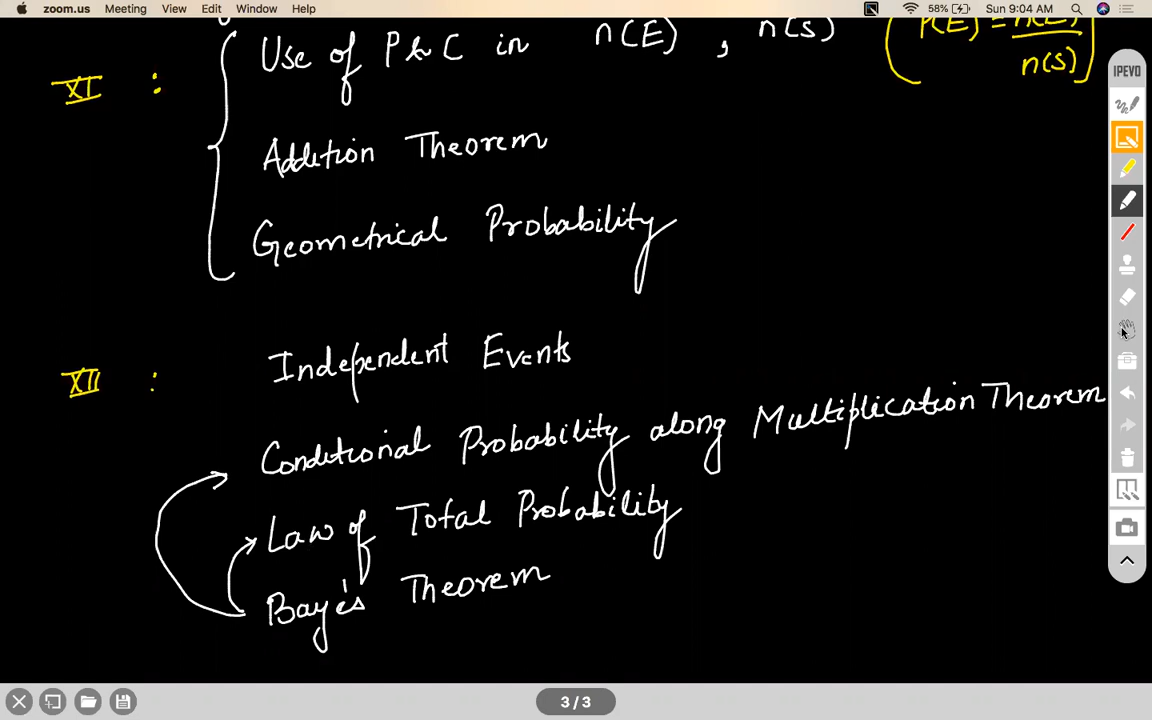 zoom.us Meeting View Edit Window Help 58% Sun 9:04 AM
Use of P & C in n(E) , n(S) ( P(E) = n(E) / n(S) )
XI :
Addition Theorem
Geometrical Probability
XII : Independent Events
Conditional Probability along Multiplication Theorem
Law of Total Probability
Baye's Theorem
IPEVO
3/3